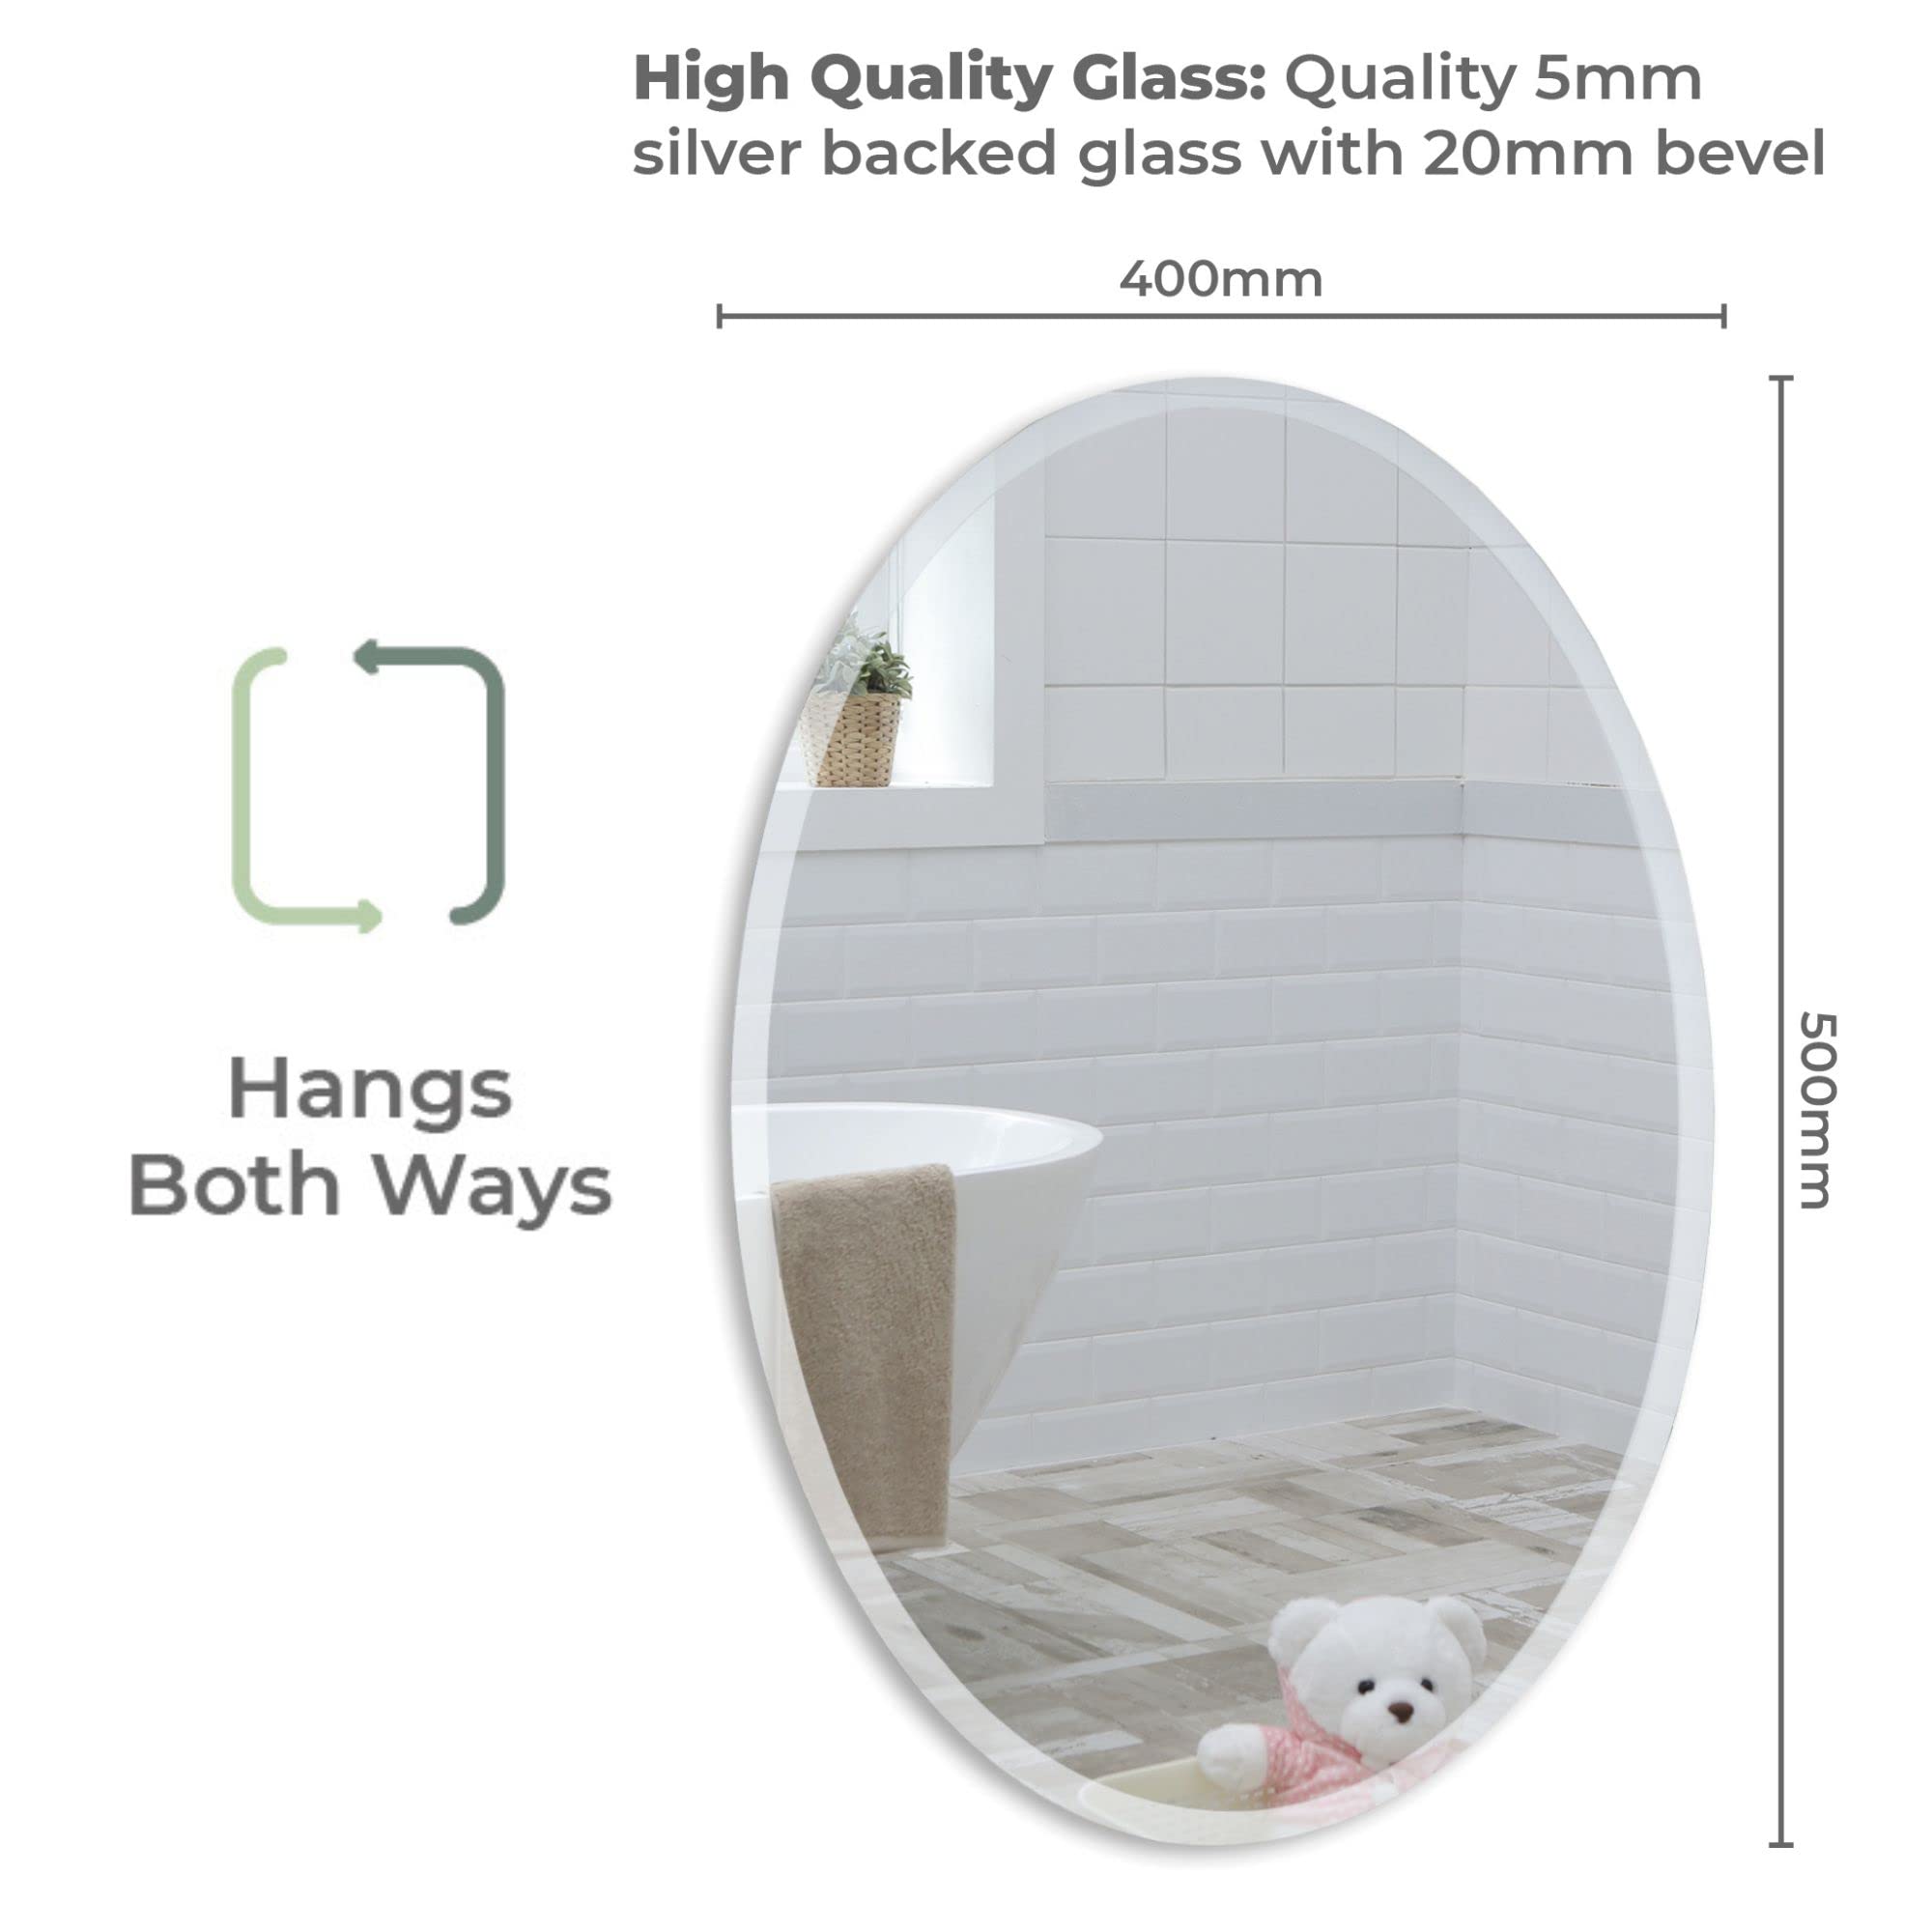 High Quality Glass: Quality 5mm
silver backed glass with 20mm bevel
400mm
500mm
Hangs
Both Ways